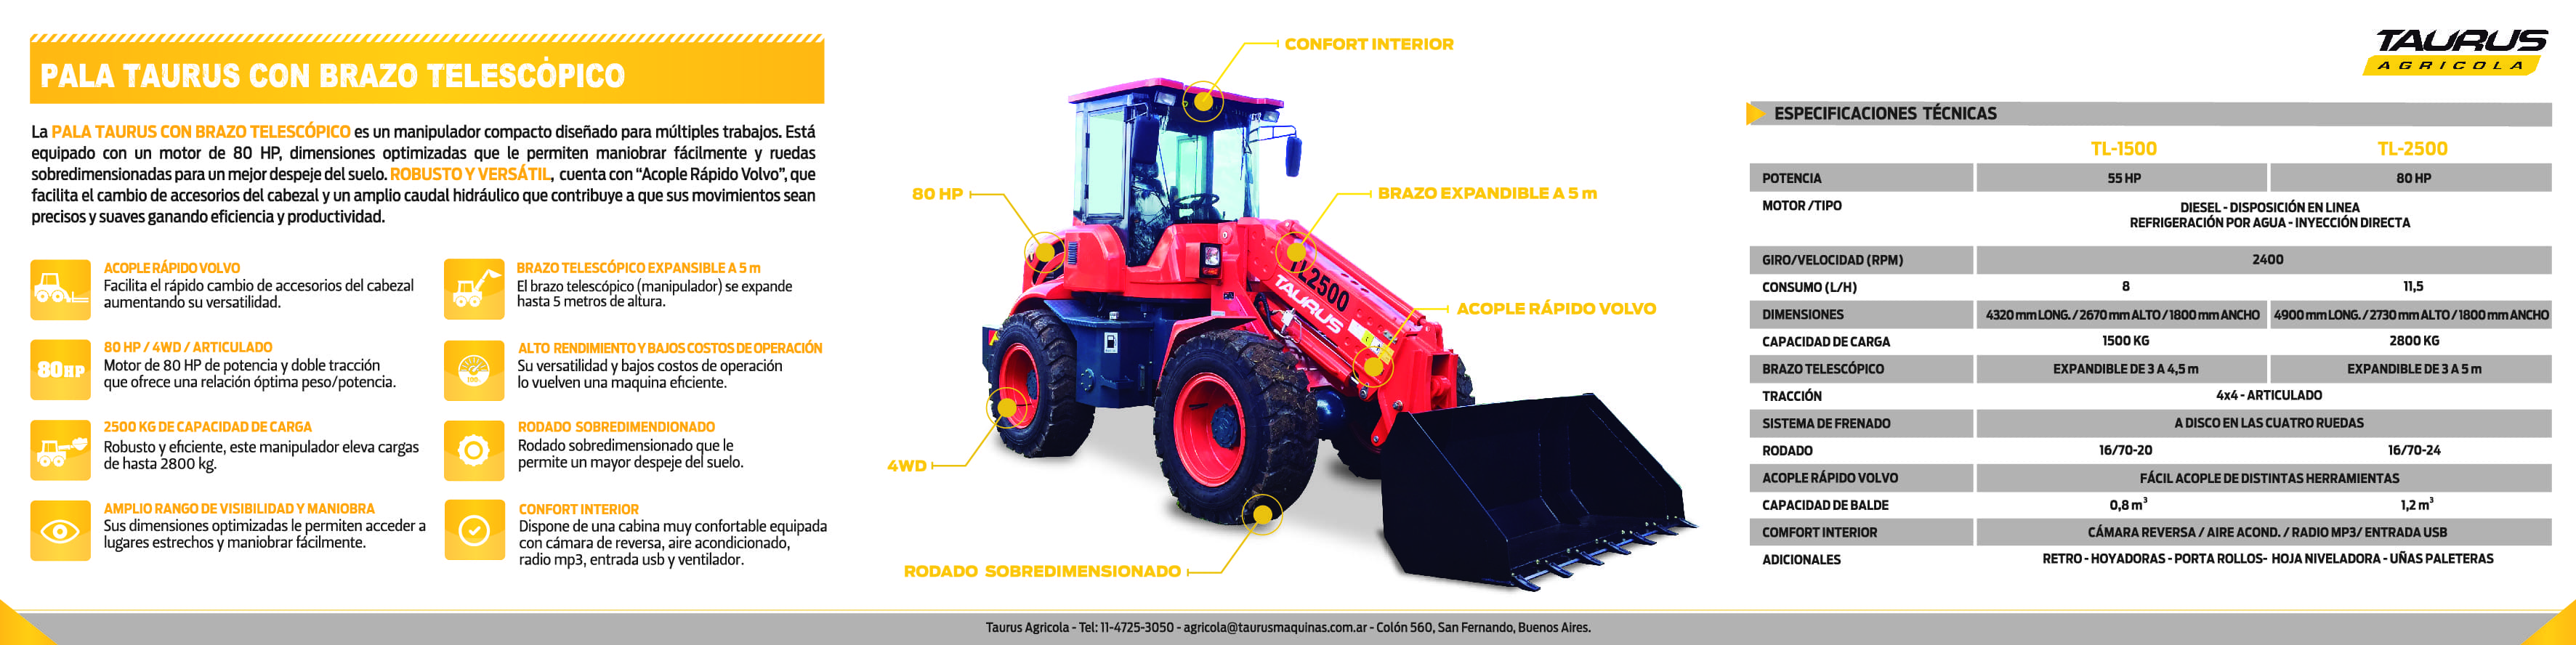 PALA TAURUS CON BRAZO TELESCÓPICO
La PALA TAURUS CON BRAZO TELESCÓPICO es un manipulador compacto diseñado para múltiples trabajos. Está
equipado con un motor de 80 HP, dimensiones optimizadas que le permiten maniobrar fácilmente y ruedas
sobredimensionadas para un mejor despeje del suelo. ROBUSTO Y VERSÁTIL, cuenta con “Acople Rápido Volvo”, que
facilita el cambio de accesorios del cabezal y un amplio caudal hidráulico que contribuye a que sus movimientos sean
precisos y suaves ganando eficiencia y productividad.
ACOPLE RÁPIDO VOLVO
Facilita el rápido cambio de accesorios del cabezal
aumentando su versatilidad.
80HP
80 HP / 4WD / ARTICULADO
Motor de 80 HP de potencia y doble tracción
que ofrece una relación óptima peso/potencia.
2500 KG DE CAPACIDAD DE CARGA
Robusto y eficiente, este manipulador eleva cargas
de hasta 2800 kg.
AMPLIO RANGO DE VISIBILIDAD Y MANIOBRA
Sus dimensiones optimizadas le permiten acceder a
lugares estrechos y maniobrar fácilmente.
BRAZO TELESCÓPICO EXPANSIBLE A 5 m
El brazo telescópico (manipulador) se expande
hasta 5 metros de altura.
ALTO RENDIMIENTO Y BAJOS COSTOS DE OPERACIÓN
Su versatilidad y bajos costos de operación
lo vuelven una maquina eficiente.
RODADO SOBREDIMENDIONADO
Rodado sobredimensionado que le
permite un mayor despeje del suelo.
CONFORT INTERIOR
Dispone de una cabina muy confortable equipada
con cámara de reversa, aire acondicionado,
radio mp3, entrada usb y ventilador.
CONFORT INTERIOR
80 HP
BRAZO EXPANDIBLE A 5 m
ACOPLE RÁPIDO VOLVO
4WD
RODADO SOBREDIMENSIONADO
TL2500
TAURUS
TAURUS
AGRICOLA
ESPECIFICACIONES TÉCNICAS
TL-1500 TL-2500
POTENCIA 55 HP 80 HP
MOTOR /TIPO DIESEL - DISPOSICIÓN EN LINEA
REFRIGERACIÓN POR AGUA - INYECCIÓN DIRECTA
GIRO/VELOCIDAD (RPM) 2400
CONSUMO (L/H) 8 11,5
DIMENSIONES 4320 mm LONG. / 2670 mm ALTO / 1800 mm ANCHO 4900 mm LONG. / 2730 mm ALTO / 1800 mm ANCHO
CAPACIDAD DE CARGA 1500 KG 2800 KG
BRAZO TELESCÓPICO EXPANDIBLE DE 3 A 4,5 m EXPANDIBLE DE 3 A 5 m
TRACCIÓN 4x4 - ARTICULADO
SISTEMA DE FRENADO A DISCO EN LAS CUATRO RUEDAS
RODADO 16/70-20 16/70-24
ACOPLE RÁPIDO VOLVO FÁCIL ACOPLE DE DISTINTAS HERRAMIENTAS
CAPACIDAD DE BALDE 0,8 m³ 1,2 m³
COMFORT INTERIOR CÁMARA REVERSA / AIRE ACOND. / RADIO MP3/ ENTRADA USB
ADICIONALES RETRO - HOYADORAS - PORTA ROLLOS- HOJA NIVELADORA - UÑAS PALETERAS
Taurus Agricola - Tel: 11-4725-3050 - agricola@taurusmaquinas.com.ar - Colón 560, San Fernando, Buenos Aires.